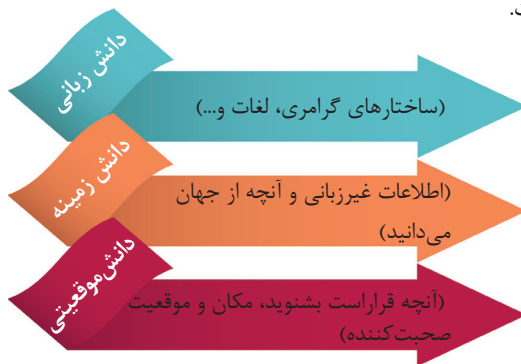 دانش زبانی
(ساختارهای گرامری، لغات و...)
دانش زمینه
(اطلاعات غیرزبانی و آنچه از جهان
می‌دانید)
دانش موقعیتی
(آنچه قراراست بشنوید، مکان و موقعیت
صحبت‌کننده)